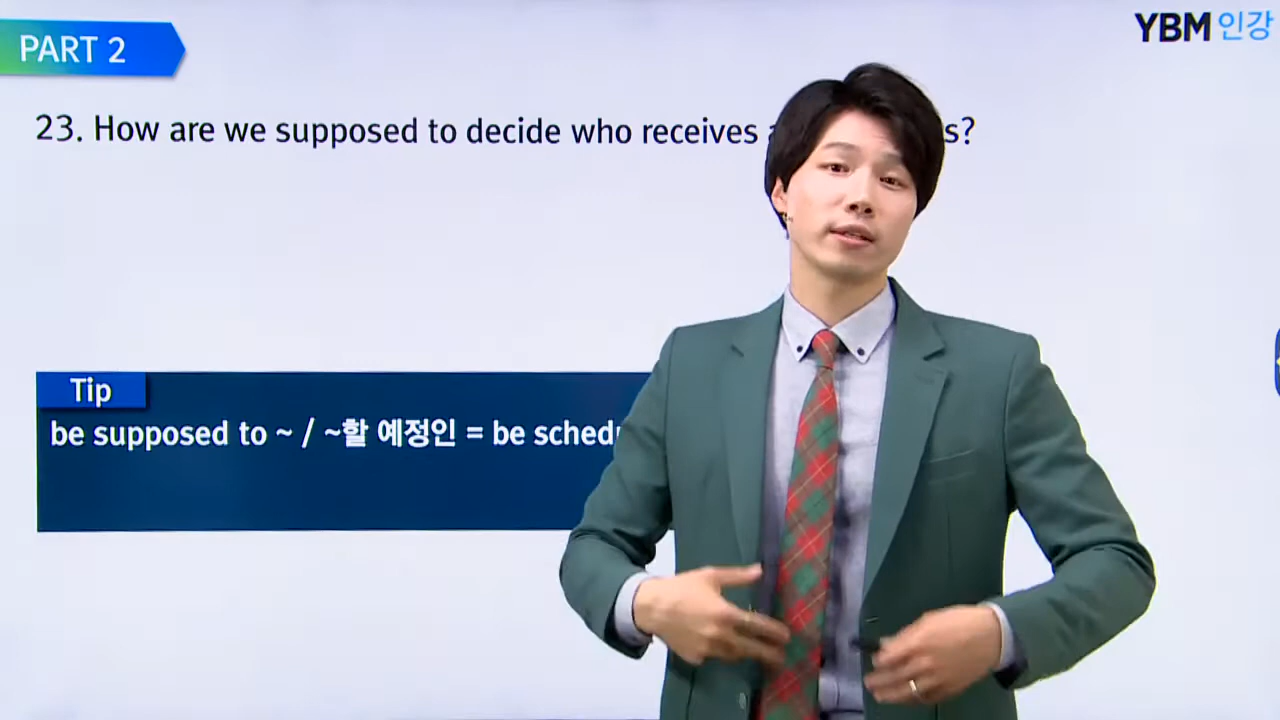 PART 2
YBM 인강
23. How are we supposed to decide who receives s?
Tip
be supposed to ~ / ~할 예정인 = be